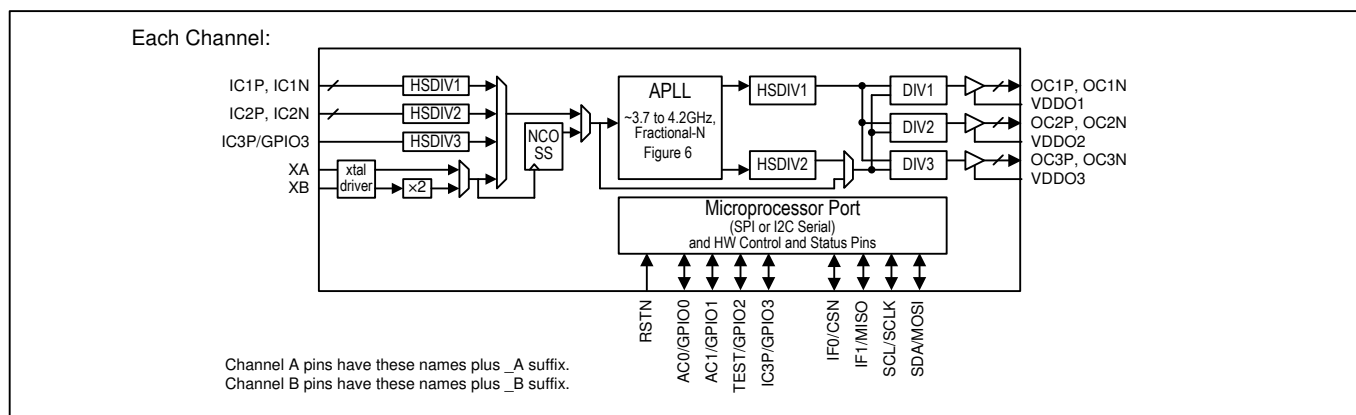 Each Channel:
IC1P, IC1N
IC2P, IC2N
IC3P/GPIO3
XA
XB
HSDIV1
HSDIV2
HSDIV3
xtal
driver
×2
NCO
SS
APLL
~3.7 to 4.2GHz,
Fractional-N
Figure 6
HSDIV1
HSDIV2
DIV1
DIV2
DIV3
OC1P, OC1N
VDDO1
OC2P, OC2N
VDDO2
OC3P, OC3N
VDDO3
Microprocessor Port
(SPI or I2C Serial)
and HW Control and Status Pins
RSTN
AC0/GPIO0
AC1/GPIO1
TEST/GPIO2
IC3P/GPIO3
IF0/CSN
IF1/MISO
SCL/SCLK
SDA/MOSI
Channel A pins have these names plus _A suffix.
Channel B pins have these names plus _B suffix.